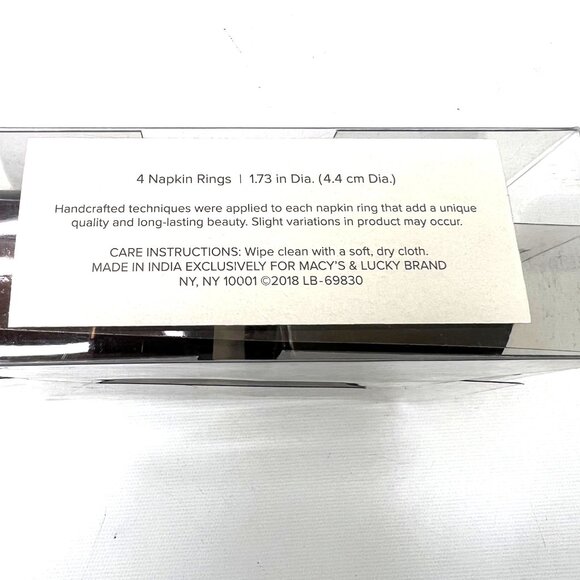 4 Napkin Rings | 1.73 in Dia. (4.4 cm Dia.)
Handcrafted techniques were applied to each napkin ring that add a unique
quality and long-lasting beauty. Slight variations in product may occur.
CARE INSTRUCTIONS: Wipe clean with a soft, dry cloth.
MADE IN INDIA EXCLUSIVELY FOR MACY'S & LUCKY BRAND
NY, NY 10001 ©2018 LB-69830